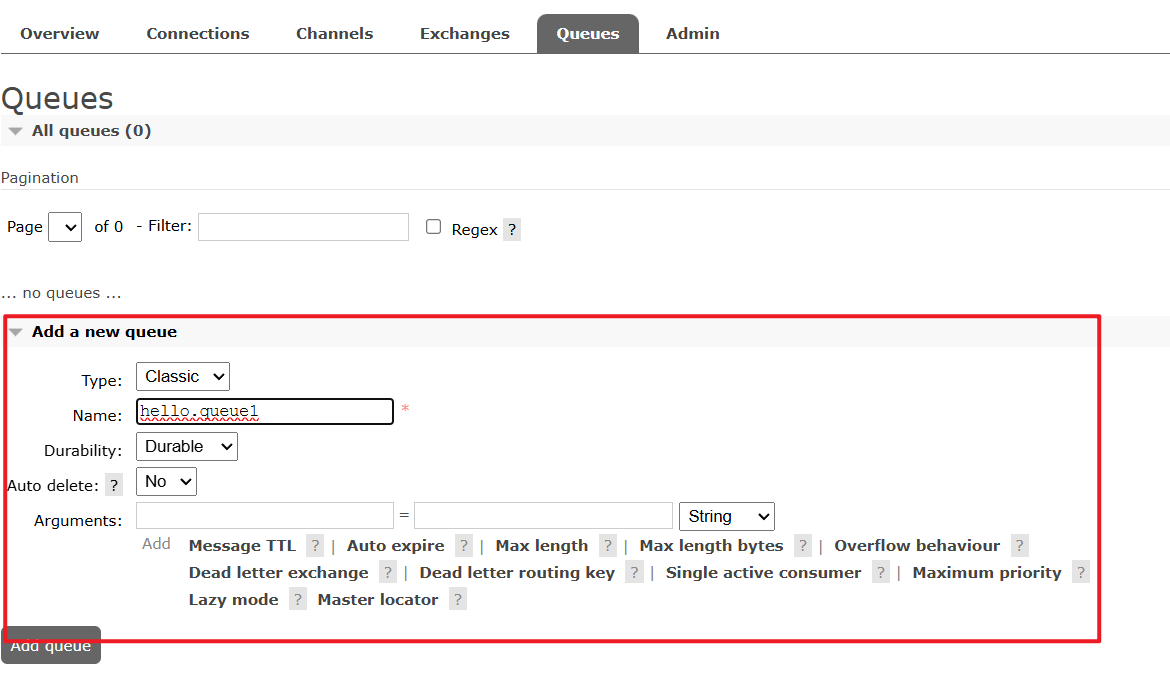 Overview Connections Channels Exchanges Queues Admin
Queues
All queues (0)
Pagination
Page of 0 - Filter: Regex ?
... no queues ...
Add a new queue
Type: Classic
Name: hello.queue1 *
Durability: Durable
Auto delete: ? No
Arguments: = String
Add Message TTL ? | Auto expire ? | Max length ? | Max length bytes ? | Overflow behaviour ?
Dead letter exchange ? | Dead letter routing key ? | Single active consumer ? | Maximum priority ?
Lazy mode ? Master locator ?
Add queue